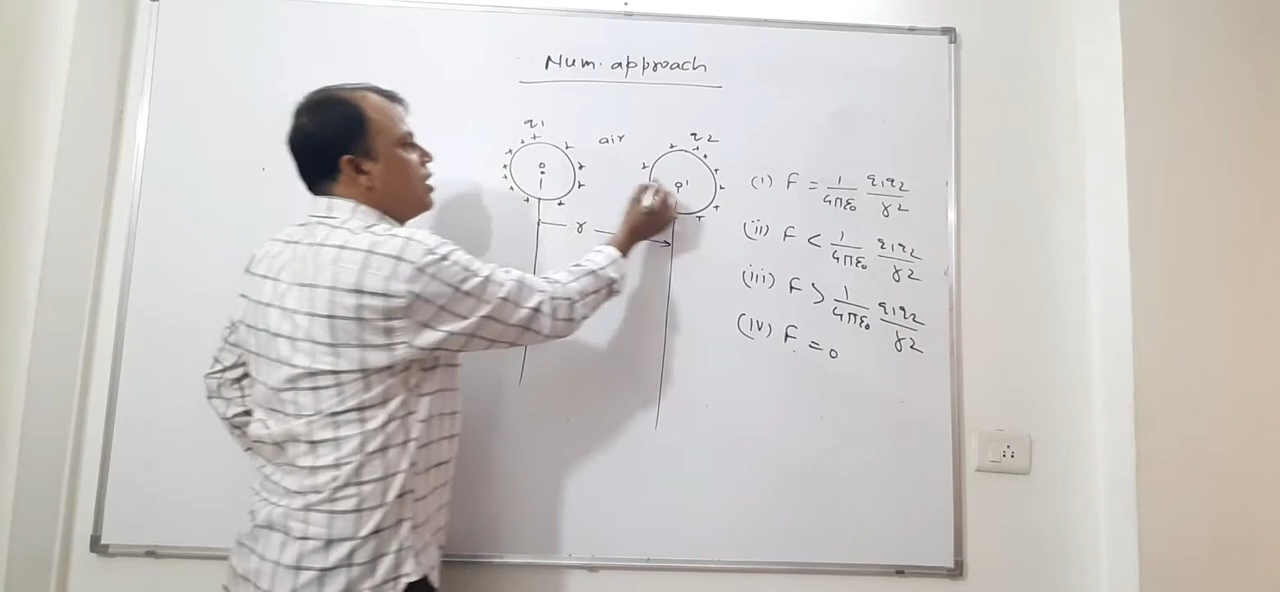 Num. approach
q1 air q2
o o'
r
(i) F = 1/4πε₀ q1q2/r2
(ii) F < 1/4πε₀ q1q2/r2
(iii) F > 1/4πε₀ q1q2/r2
(iv) F = 0